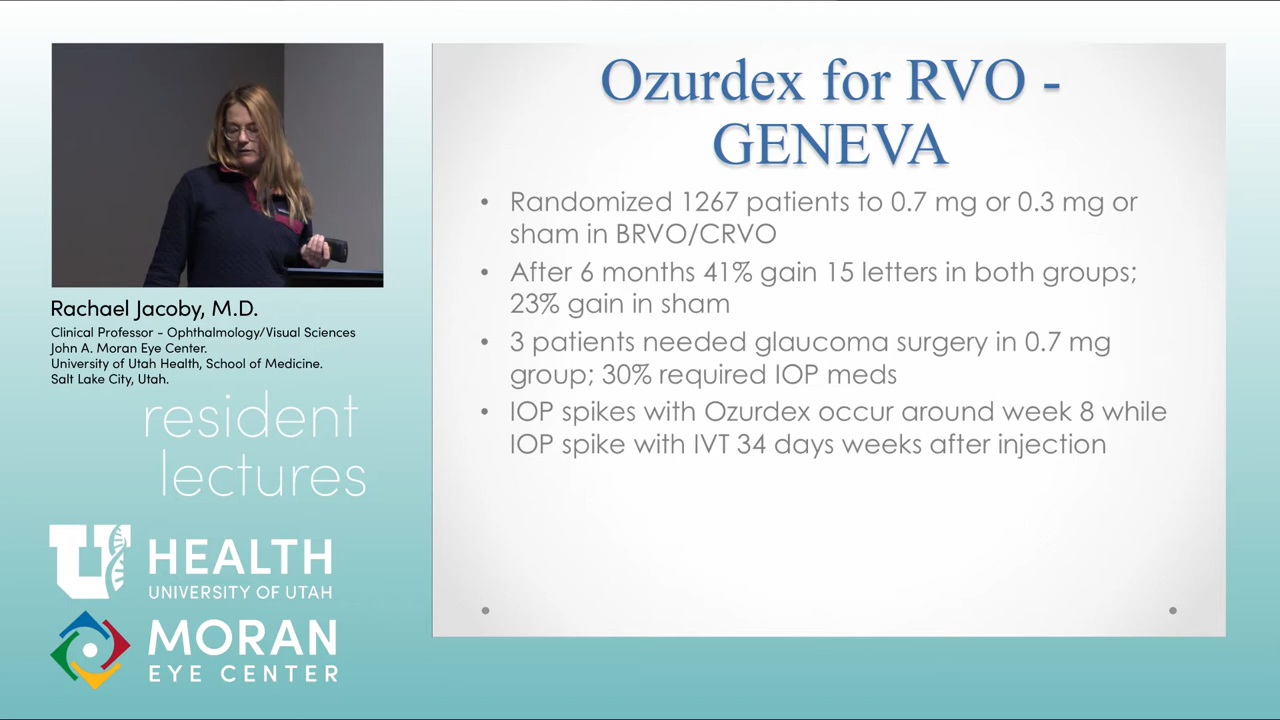 Ozurdex for RVO -
GENEVA
• Randomized 1267 patients to 0.7 mg or 0.3 mg or
sham in BRVO/CRVO
• After 6 months 41% gain 15 letters in both groups;
23% gain in sham
• 3 patients needed glaucoma surgery in 0.7 mg
group; 30% required IOP meds
• IOP spikes with Ozurdex occur around week 8 while
IOP spike with IVT 34 days weeks after injection
Rachael Jacoby, M.D.
Clinical Professor - Ophthalmology/Visual Sciences
John A. Moran Eye Center.
University of Utah Health, School of Medicine.
Salt Lake City, Utah.
resident
lectures
U HEALTH
UNIVERSITY OF UTAH
MORAN
EYE CENTER